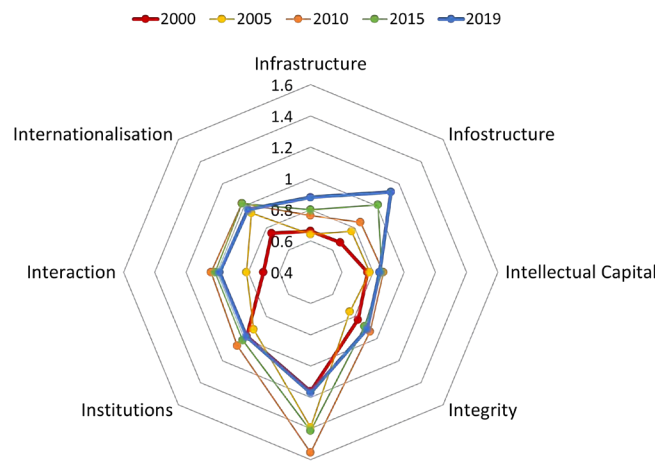 2000 2005 2010 2015 2019
Infrastructure
1.6
Internationalisation 1.4 Infostructure
1.2
1
0.8
0.6
Interaction 0.4 Intellectual Capital
Institutions Integrity